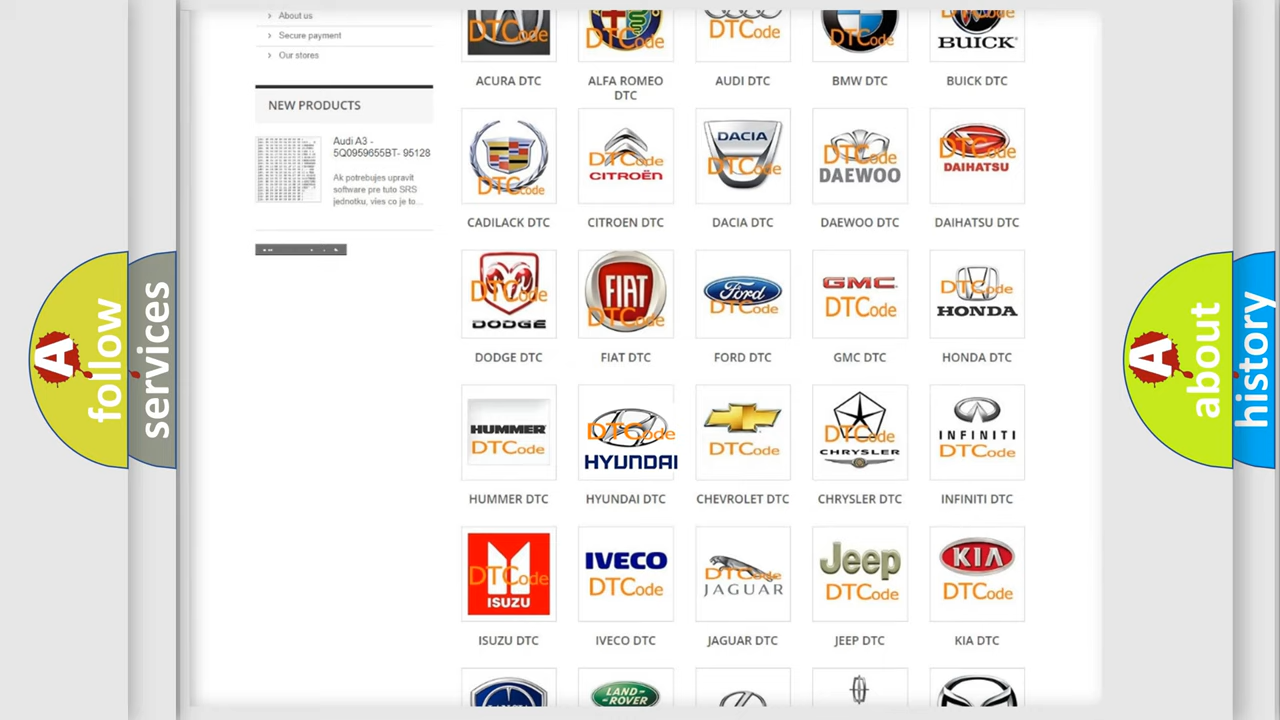 About us
Secure payment
Our stores
NEW PRODUCTS
Audi A3 -
5Q0959655BT- 95128
Ak potrebujes upravit
software pre tuto SRS
jednotku, vies co je to...
DTCode
DTCode
DTCode
DTCode
BUICK
ACURA DTC
ALFA ROMEO
DTC
AUDI DTC
BMW DTC
BUICK DTC
DTCode
DTCode
CITROËN
DACIA
DTCode
DTCode
DAEWOO
DTCode
DAIHATSU
CADILACK DTC
CITROEN DTC
DACIA DTC
DAEWOO DTC
DAIHATSU DTC
DTCode
DODGE
FIAT
DTCode
Ford
DTCode
GMC
DTCode
DTCode
HONDA
DODGE DTC
FIAT DTC
FORD DTC
GMC DTC
HONDA DTC
HUMMER
DTCode
DTCode
HYUNDAI
DTCode
DTCode
CHRYSLER
INFINITI
DTCode
HUMMER DTC
HYUNDAI DTC
CHEVROLET DTC
CHRYSLER DTC
INFINITI DTC
DTCode
ISUZU
IVECO
DTCode
DTCode
JAGUAR
Jeep
DTCode
KIA
DTCode
ISUZU DTC
IVECO DTC
JAGUAR DTC
JEEP DTC
KIA DTC
LAND-
ROVER
A
follow
services
A
about
history